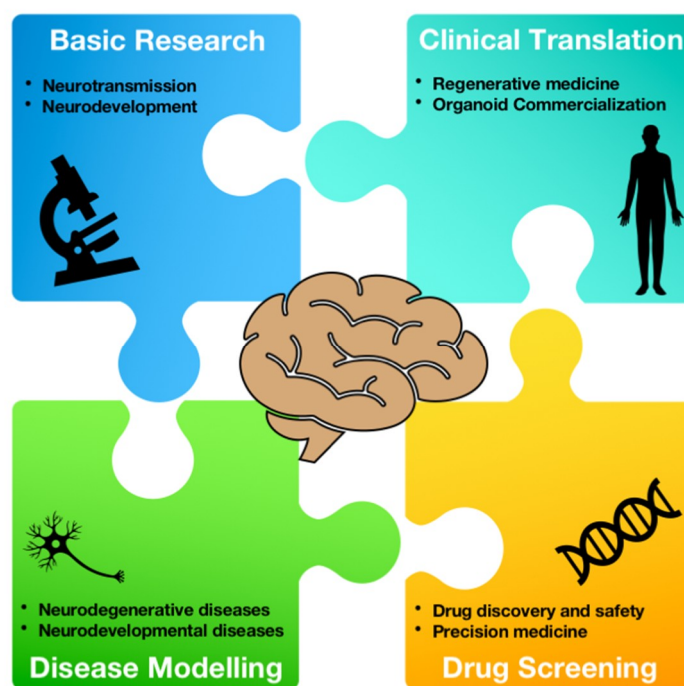 Basic Research
• Neurotransmission
• Neurodevelopment
Clinical Translation
• Regenerative medicine
• Organoid Commercialization
• Neurodegenerative diseases
• Neurodevelopmental diseases
Disease Modelling
• Drug discovery and safety
• Precision medicine
Drug Screening